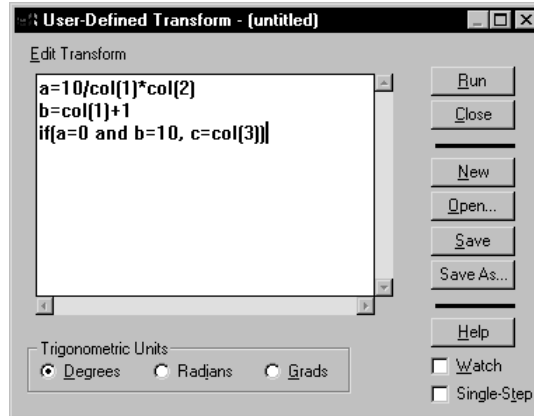 User-Defined Transform - (untitled)
Edit Transform
a=10/col(1)*col(2)
b=col(1)+1
if(a=0 and b=10, c=col(3))
Run
Close
New
Open...
Save
Save As...
Help
Trigonometric Units
Degrees Radians Grads
Watch
Single-Step